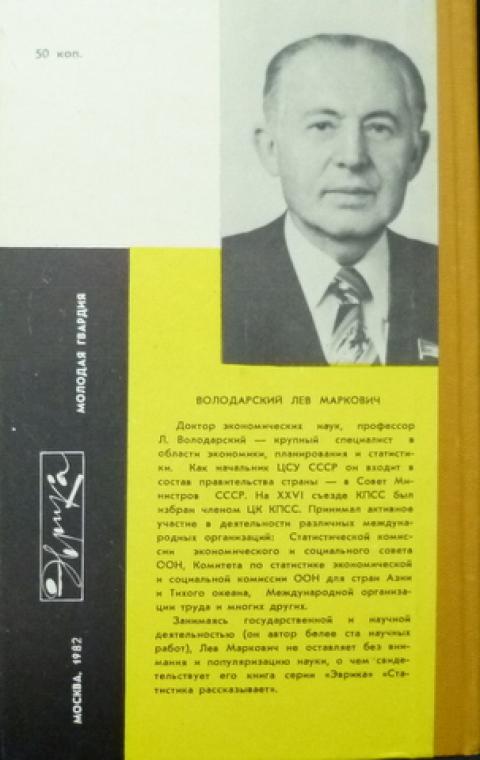 50 коп.
ВОЛОДАРСКИЙ ЛЕВ МАРКОВИЧ
Доктор экономических наук, профессор
Л. Володарский — крупный специалист в
области экономики, планирования и статисти-
ки. Как начальник ЦСУ СССР он входит в
состав правительства страны — в Совет Ми-
нистров СССР. На XXVI съезде КПСС был
избран членом ЦК КПСС. Принимал активное
участие в деятельности различных междуна-
родных организаций: Статистической комис-
сии экономического и социального совета
ООН, Комитета по статистике экономической
и социальной комиссии ООН для стран Азии
и Тихого океана, Международной организа-
ции труда и многих других.
Занимаясь государственной и научной
деятельностью (он автор более ста научных
работ), Лев Маркович не оставляет без вни-
мания и популяризацию науки, о чем свиде-
тельствует его книга серии «Эврика» «Ста-
тистика рассказывает».
МОЛОДАЯ ГВАРДИЯ
Эврика
МОСКВА, 1982